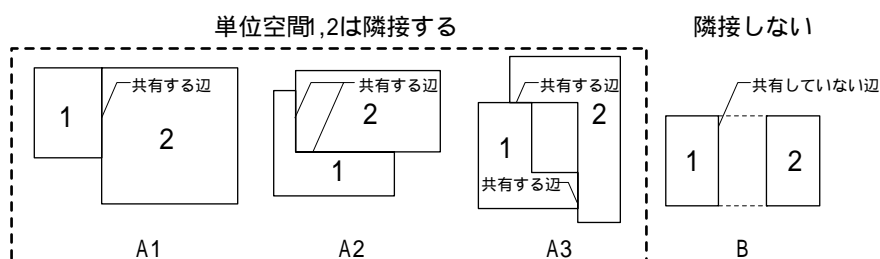 単位空間1,2は隣接する
隣接しない
共有する辺
1
2
共有する辺
2
1
共有する辺
2
1
共有する辺
共有していない辺
1
2
A1
A2
A3
B